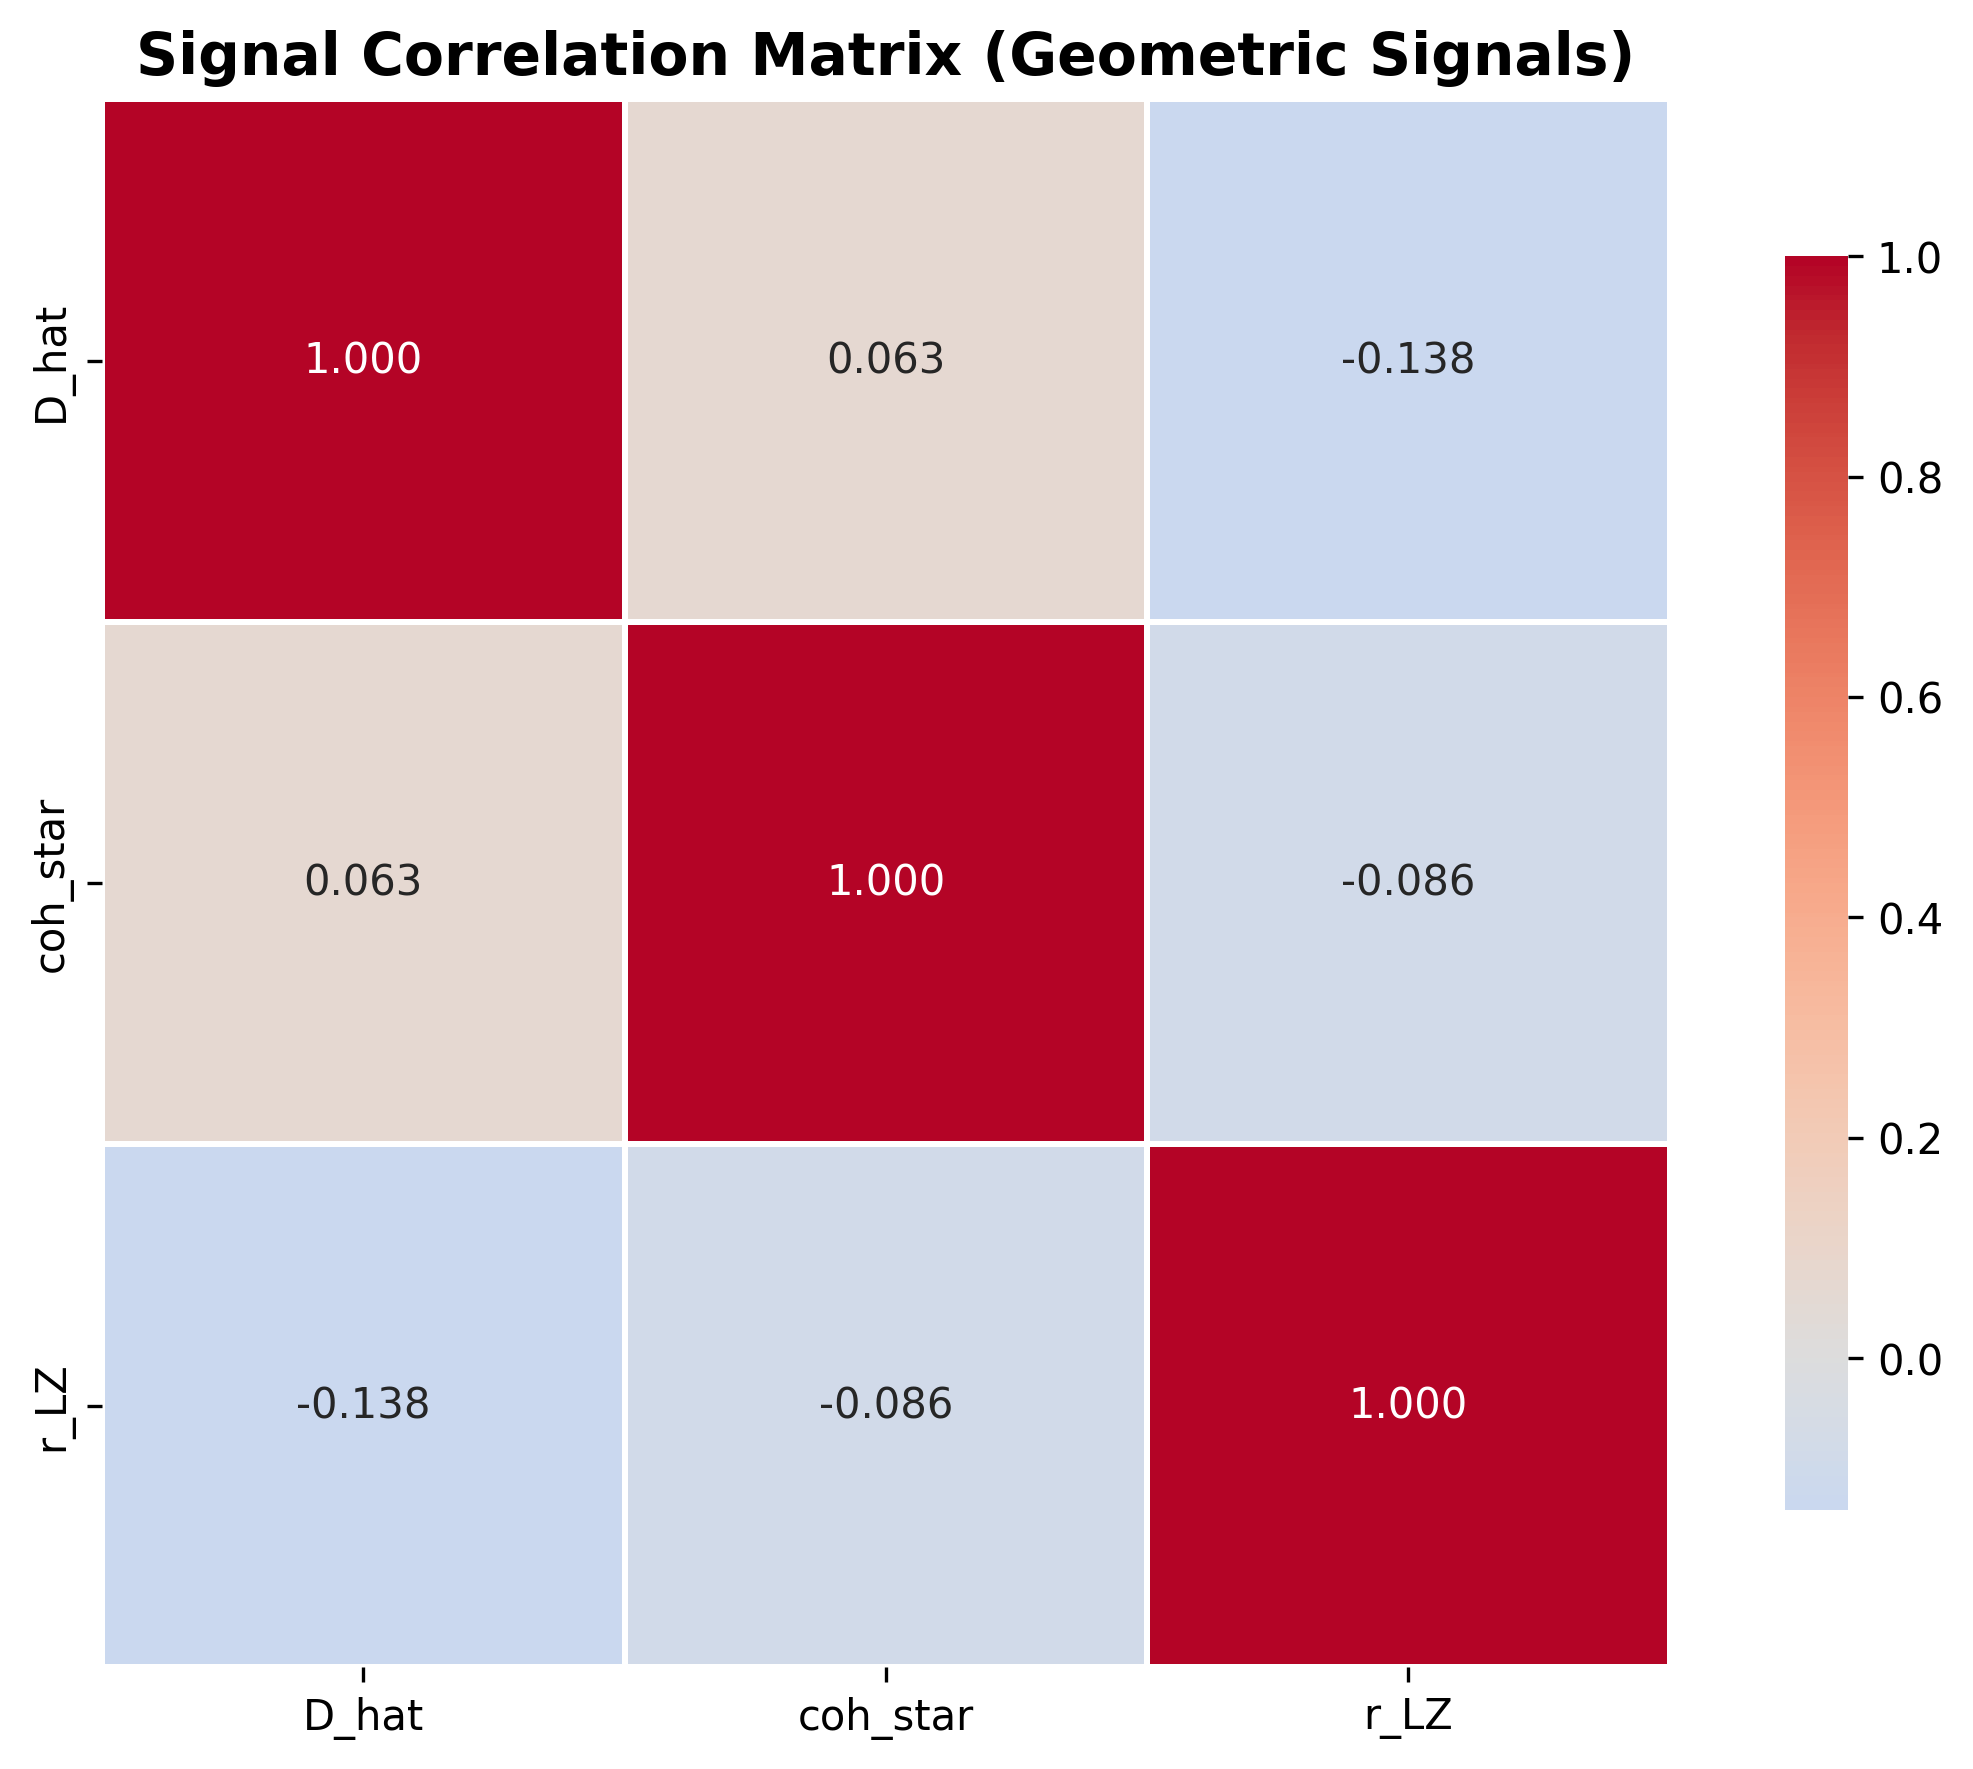 Signal Correlation Matrix (Geometric Signals)
D_hat
1.000
0.063
-0.138
coh_star
0.063
1.000
-0.086
r_LZ
-0.138
-0.086
1.000
D_hat
coh_star
r_LZ
1.0
0.8
0.6
0.4
0.2
0.0